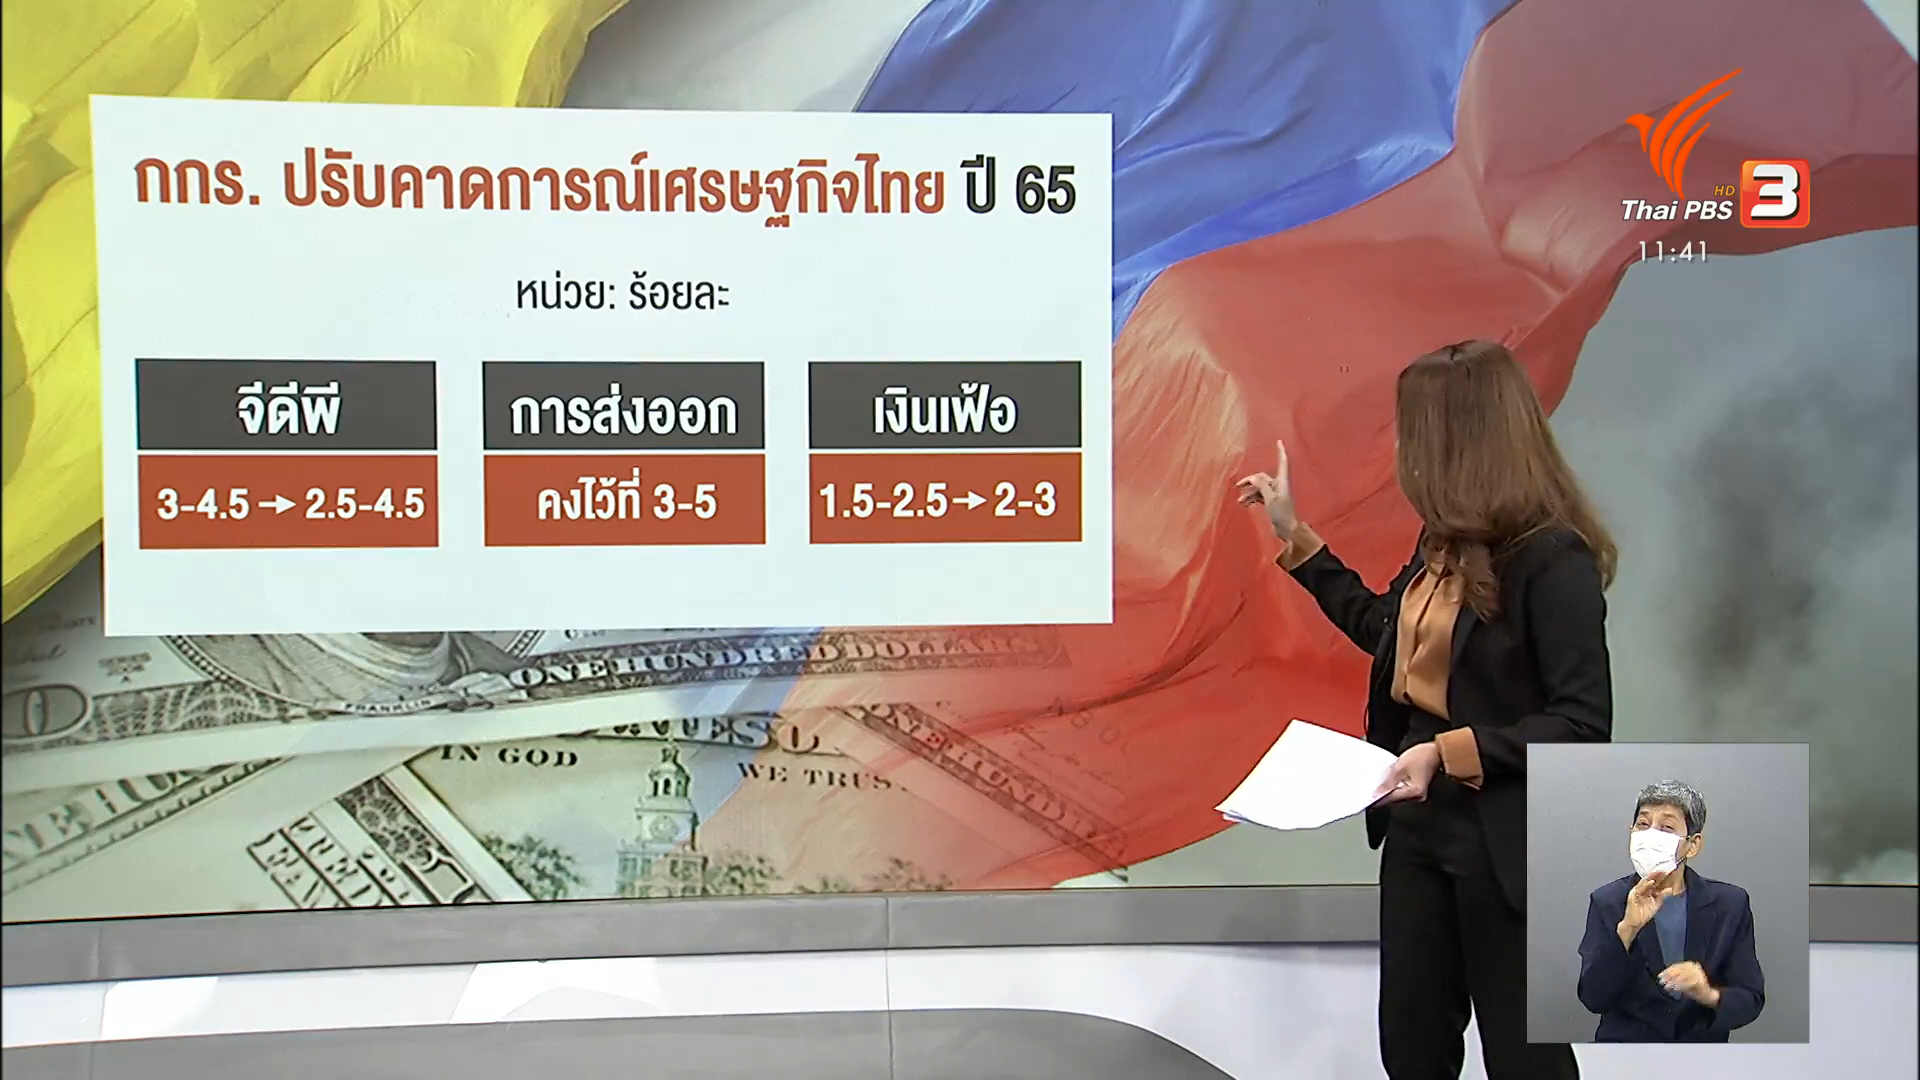 กกร. ปรับคาดการณ์เศรษฐกิจไทย ปี 65
หน่วย: ร้อยละ
จีดีพี
การส่งออก
เงินเฟ้อ
3-4.5→2.5-4.5
คงไว้ที่ 3-5
1.5-2.5→2-3
HD
Thai PBS 3
11:41
ONE HUNDRED DOLLARS
FRANKLIN
IN GOD
WE TRUST